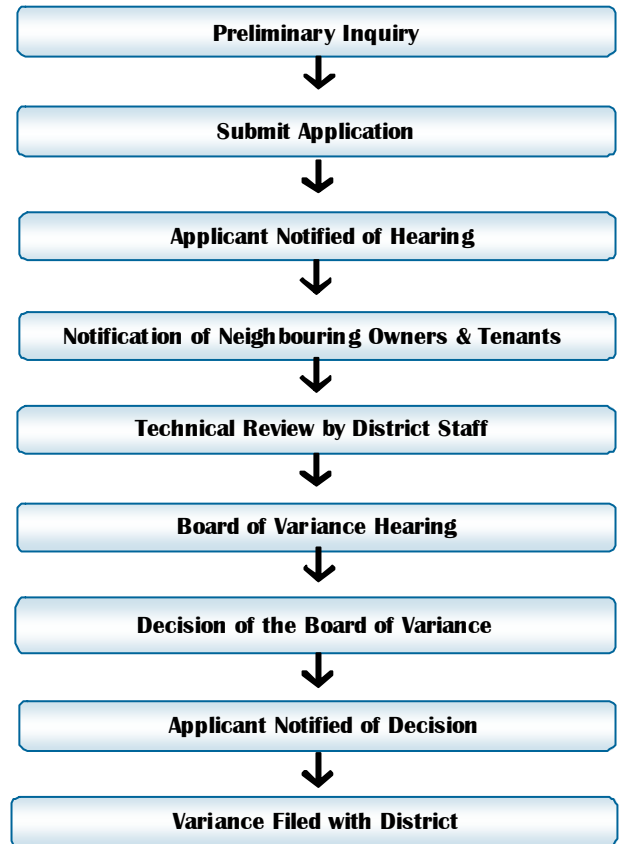 Preliminary Inquiry
Submit Application
Applicant Notified of Hearing
Notification of Neighbouring Owners & Tenants
Technical Review by District Staff
Board of Variance Hearing
Decision of the Board of Variance
Applicant Notified of Decision
Variance Filed with District